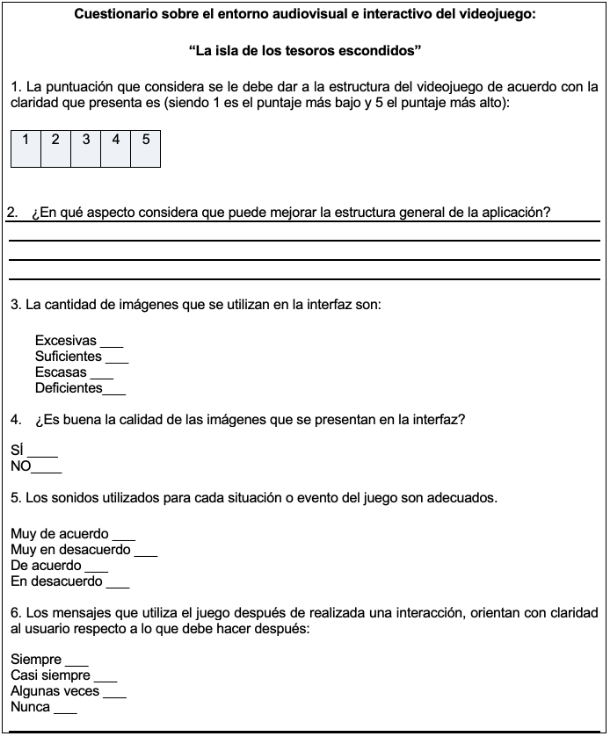 Cuestionario sobre el entorno audiovisual e interactivo del videojuego:
“La isla de los tesoros escondidos”
1. La puntuación que considera se le debe dar a la estructura del videojuego de acuerdo con la
claridad que presenta es (siendo 1 es el puntaje más bajo y 5 el puntaje más alto):
1 2 3 4 5
2. ¿En qué aspecto considera que puede mejorar la estructura general de la aplicación?
3. La cantidad de imágenes que se utilizan en la interfaz son:
Excesivas ___
Suficientes ___
Escasas ___
Deficientes___
4. ¿Es buena la calidad de las imágenes que se presentan en la interfaz?
SÍ ____
NO____
5. Los sonidos utilizados para cada situación o evento del juego son adecuados.
Muy de acuerdo ___
Muy en desacuerdo ___
De acuerdo ___
En desacuerdo ___
6. Los mensajes que utiliza el juego después de realizada una interacción, orientan con claridad
al usuario respecto a lo que debe hacer después:
Siempre ___
Casi siempre ___
Algunas veces ___
Nunca ___